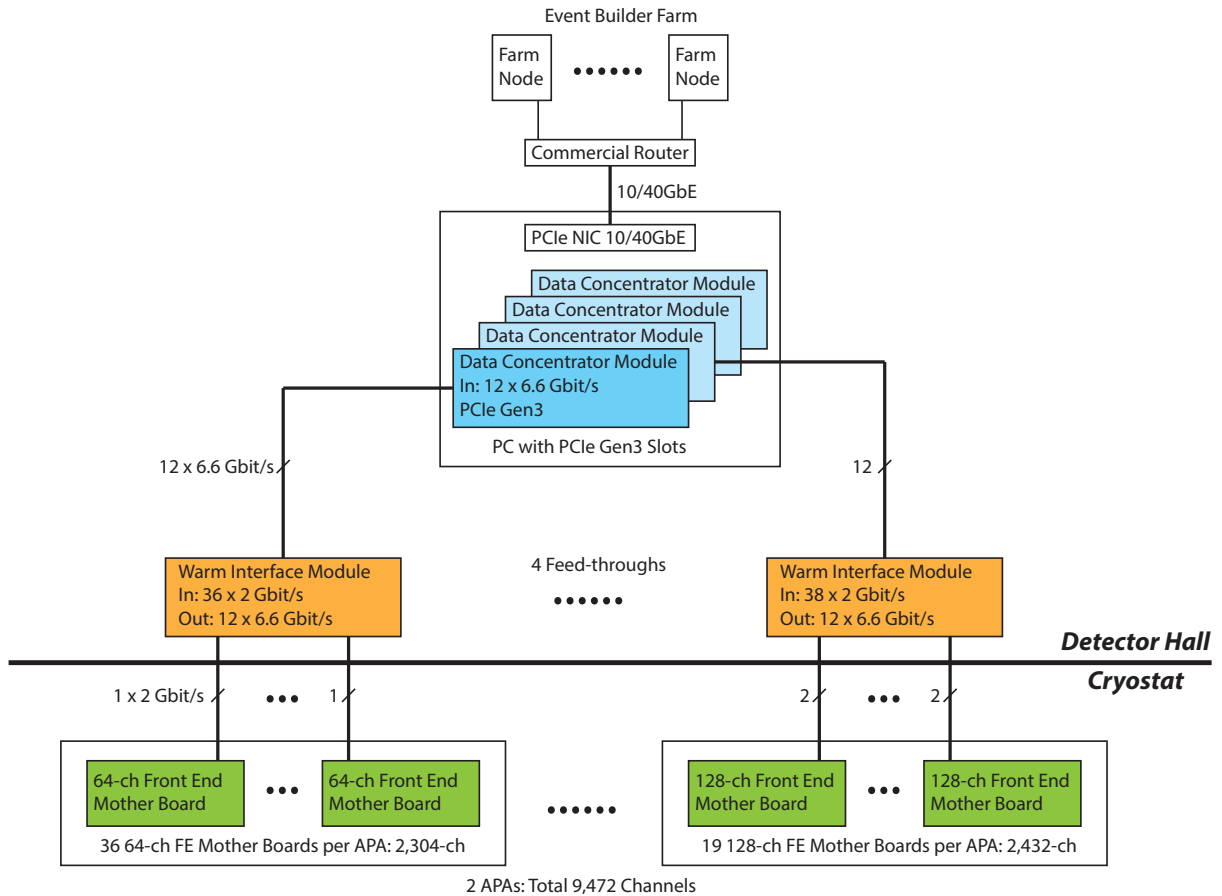 Event Builder Farm
Farm
Node
Farm
Node
Commercial Router
10/40GbE
PCIe NIC 10/40GbE
Data Concentrator Module
Data Concentrator Module
Data Concentrator Module
Data Concentrator Module
In: 12 x 6.6 Gbit/s
PCIe Gen3
PC with PCIe Gen3 Slots
12 x 6.6 Gbit/s
12
4 Feed-throughs
Warm Interface Module
In: 36 x 2 Gbit/s
Out: 12 x 6.6 Gbit/s
Warm Interface Module
In: 38 x 2 Gbit/s
Out: 12 x 6.6 Gbit/s
Detector Hall
Cryostat
1 x 2 Gbit/s
1
2
2
64-ch Front End
Mother Board
64-ch Front End
Mother Board
128-ch Front End
Mother Board
128-ch Front End
Mother Board
36 64-ch FE Mother Boards per APA: 2,304-ch
19 128-ch FE Mother Boards per APA: 2,432-ch
2 APAs: Total 9,472 Channels